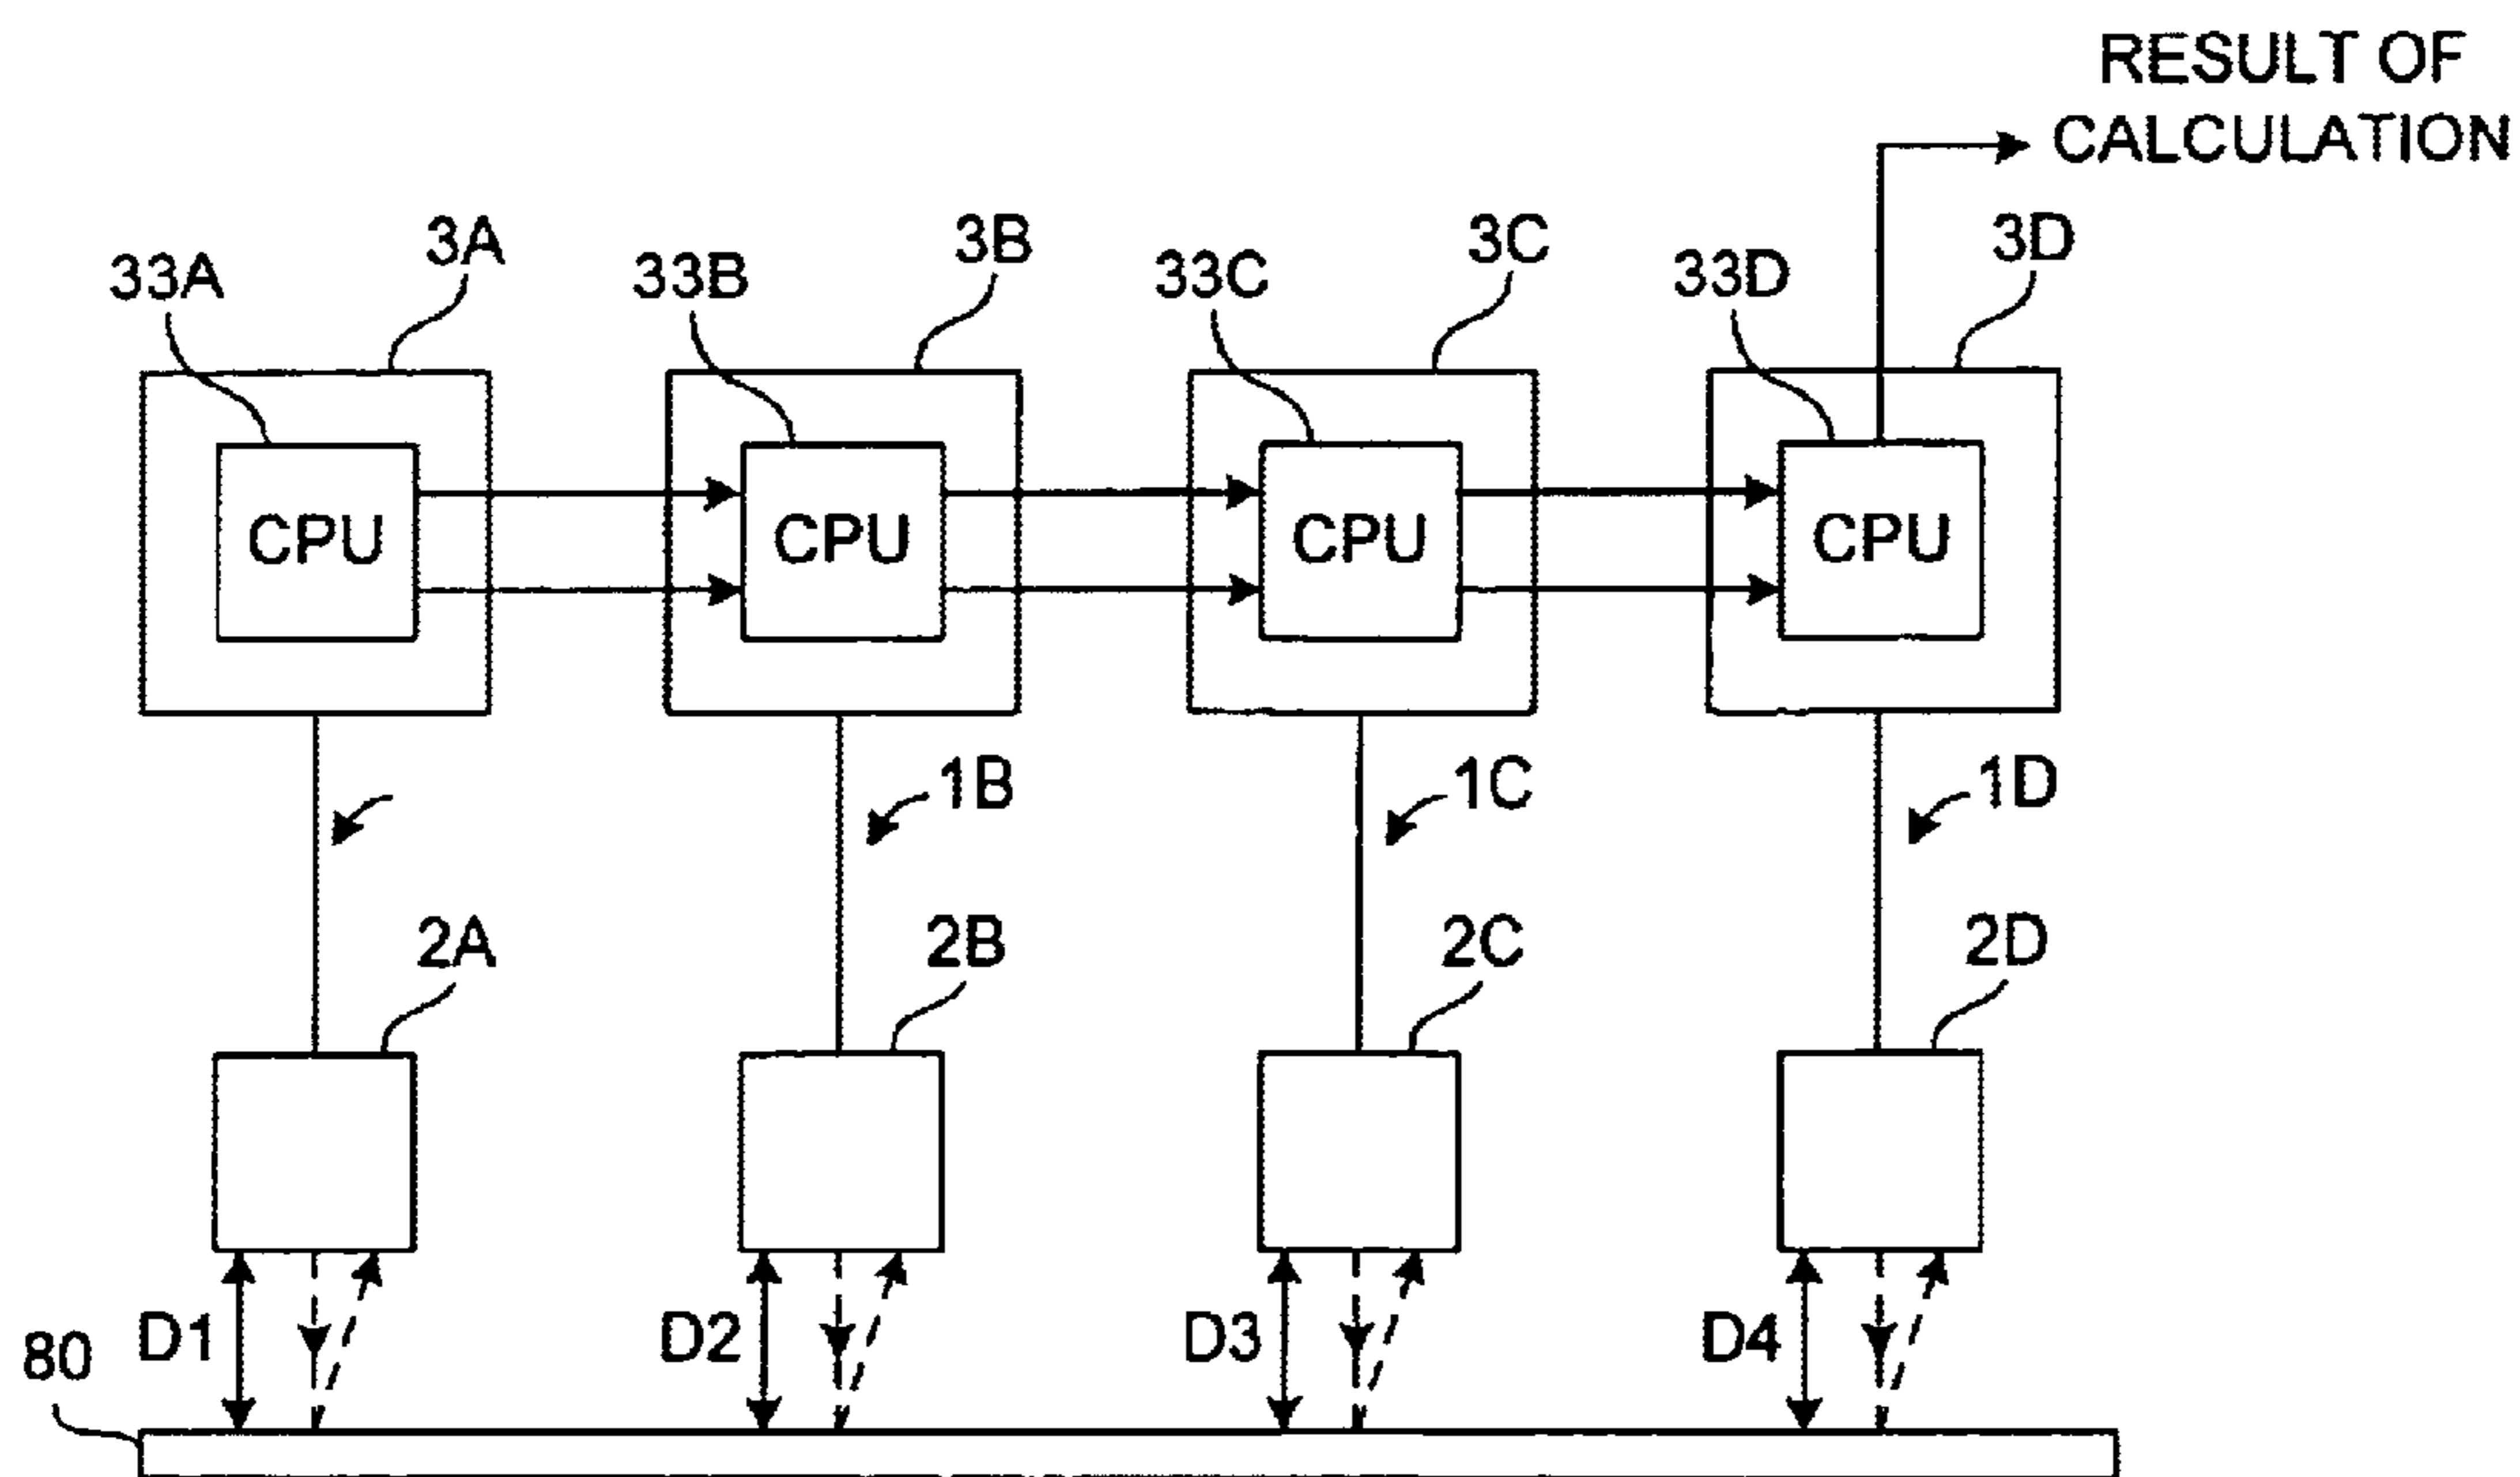 RESULT OF
CALCULATION
33A
3A
33B
3B
33C
3C
33D
3D
CPU
CPU
CPU
CPU
1B
1C
1D
2A
2B
2C
2D
D1
D2
D3
D4
80